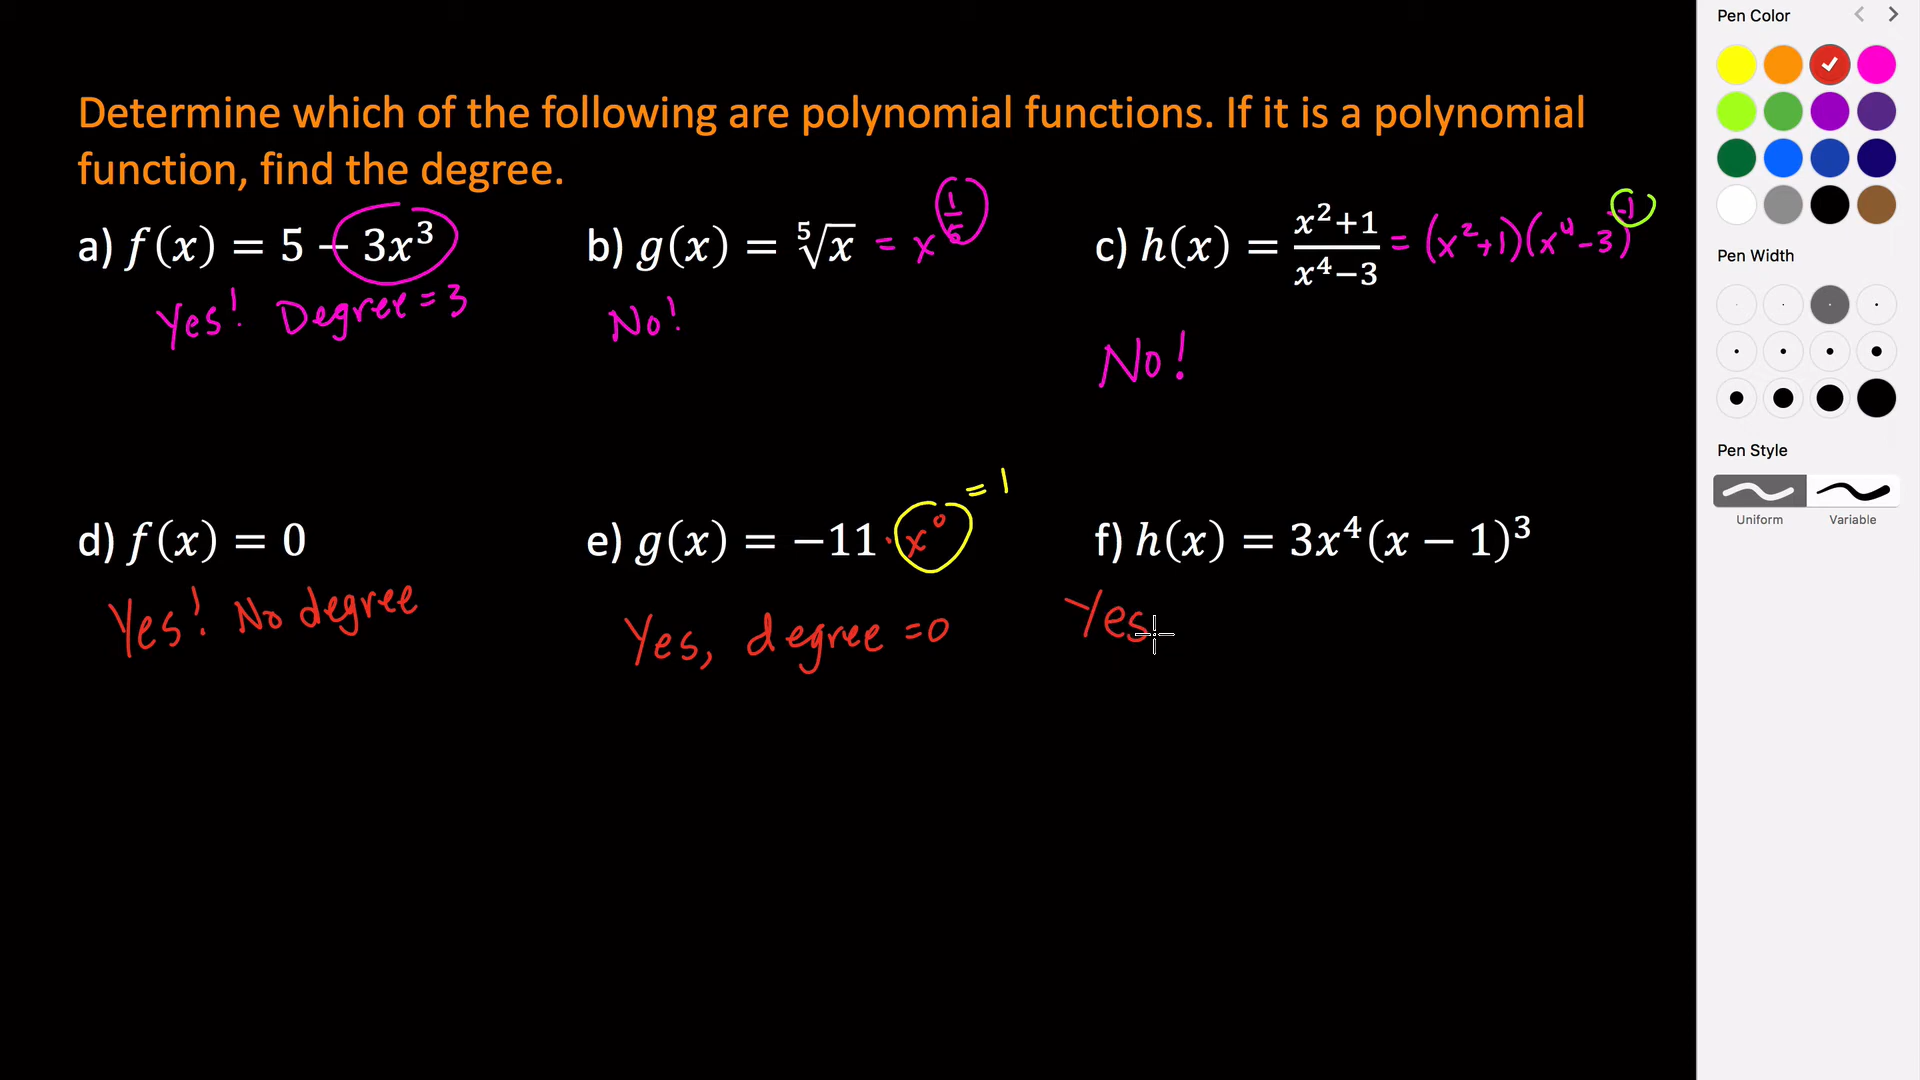 Determine which of the following are polynomial functions. If it is a polynomial
function, find the degree.
a) f(x) = 5 − 3x³
Yes! Degree = 3
b) g(x) = ⁵√x = x^(1/5)
No!
c) h(x) = (x²+1)/(x⁴−3) = (x²+1)(x⁴−3)⁻¹
No!
d) f(x) = 0
Yes! No degree
e) g(x) = −11 · x⁰ = 1
Yes, degree = 0
f) h(x) = 3x⁴(x − 1)³
Yes
Pen Color
Pen Width
Pen Style
Uniform
Variable